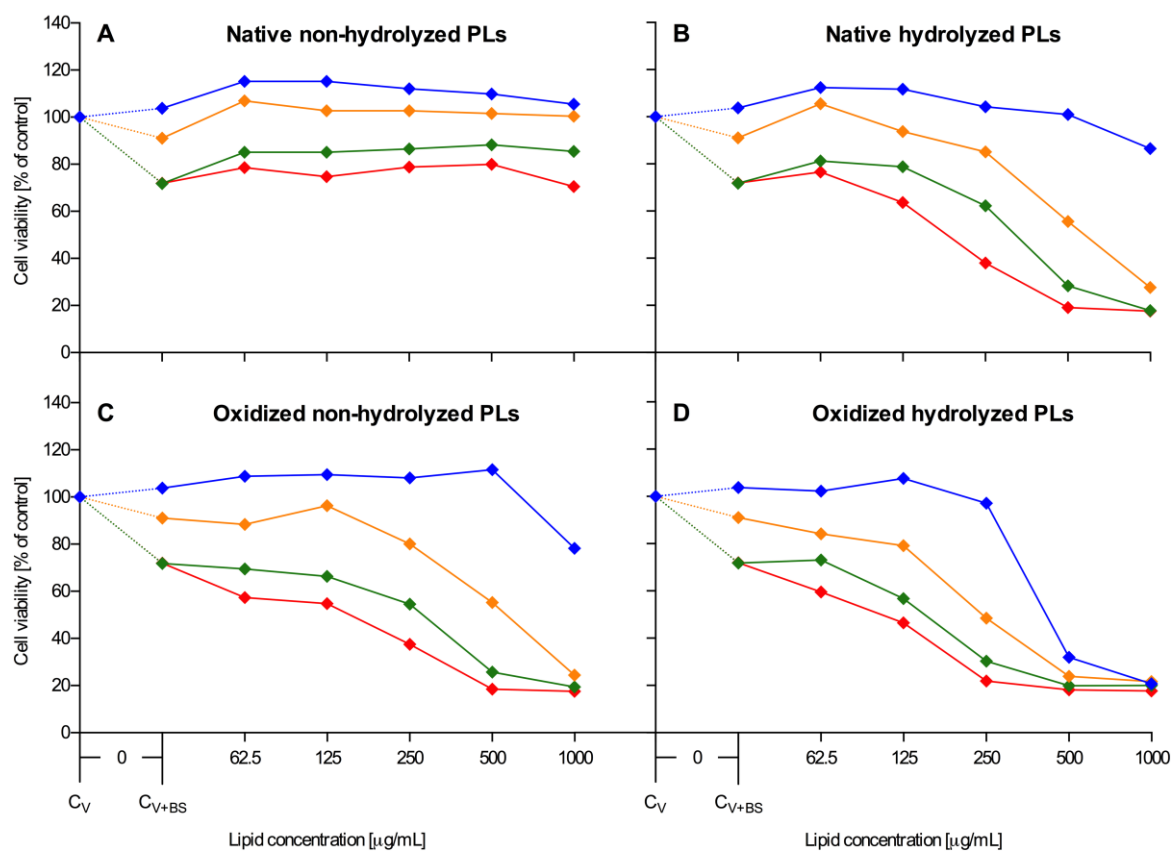 A Native non-hydrolyzed PLs
B Native hydrolyzed PLs
Cell viability [% of control]
140
120
100
80
60
40
20
0
C Oxidized non-hydrolyzed PLs
D Oxidized hydrolyzed PLs
Cell viability [% of control]
140
120
100
80
60
40
20
0
0 62.5 125 250 500 1000
0 62.5 125 250 500 1000
CV CV+BS
CV CV+BS
Lipid concentration [µg/mL]
Lipid concentration [µg/mL]